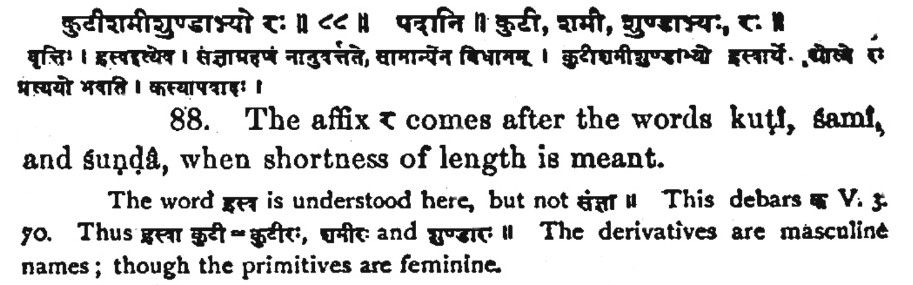 कुटीशमीशुण्डाभ्यो रः ॥ ८८ ॥ पदानि ॥ कुटी, शमी, शुण्डाभ्यः, रः ॥
वृत्तिः । ह्रस्वइत्येव । संज्ञाग्रहणं नानुवर्त्तते, सामान्येन विधानम् । कुटीशमीशुण्डाभ्यो ह्रस्वार्थे द्योत्ये रः
प्रत्ययो भवति । कस्यापवादः ।
88. The affix र comes after the words kuṭî, śamî,
and śuṇḍâ, when shortness of length is meant.
The word ह्रस्व is understood here, but not संज्ञा ॥ This debars क V. 3.
70. Thus ह्रस्वा कुटी = कुटीरः, शमीरः and शुण्डारः ॥ The derivatives are masculine
names; though the primitives are feminine.